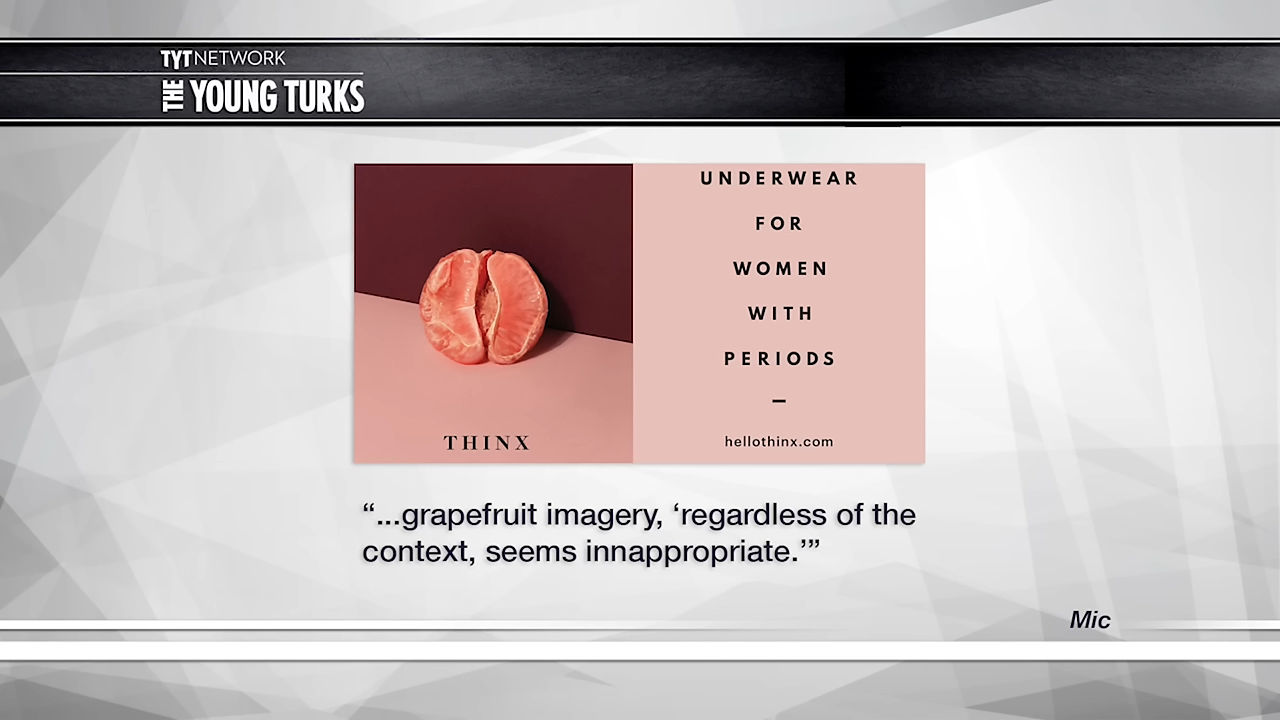 TYTNETWORK
THE YOUNG TURKS
UNDERWEAR
FOR
WOMEN
WITH
PERIODS
–
hellothinx.com
THINX
“...grapefruit imagery, ‘regardless of the
context, seems innappropriate.’”
Mic